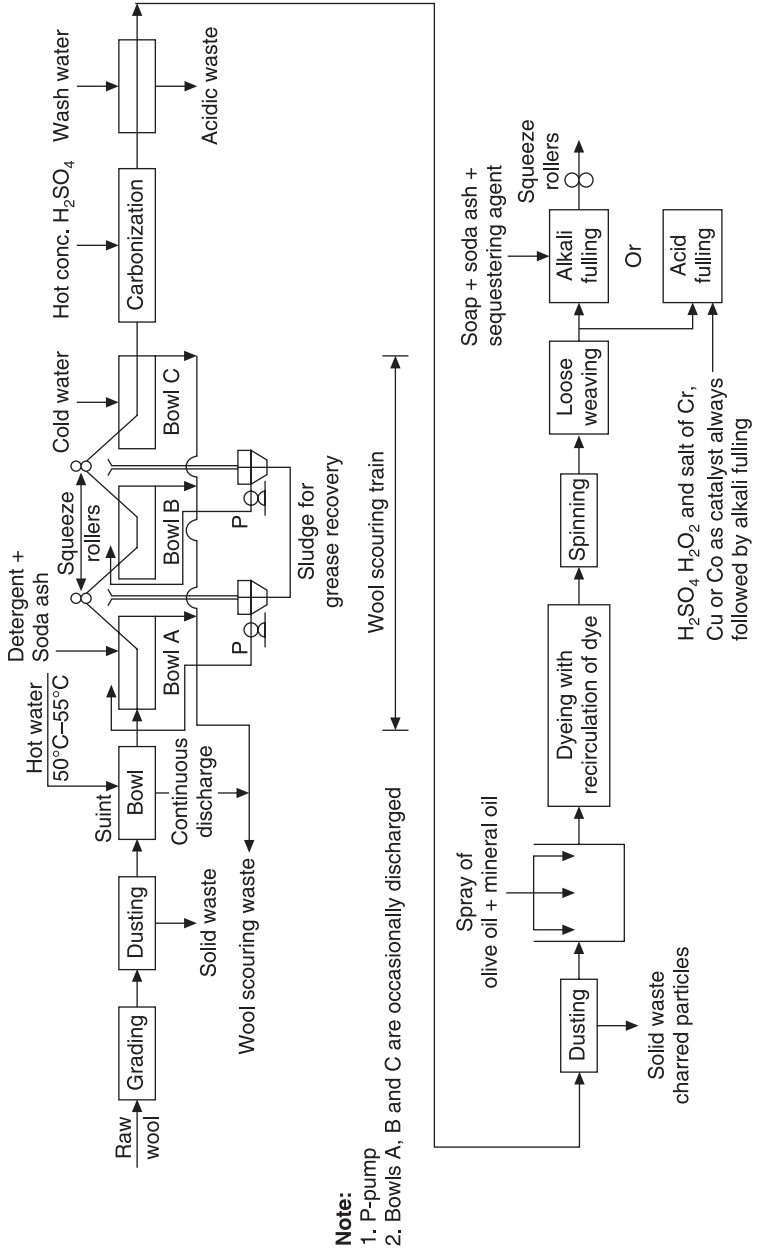 Raw
wool
Grading
Dusting
Solid waste
Suint
Bowl
Hot water
50°C–55°C
Continuous
discharge
Wool scouring waste
Detergent +
Soda ash
Bowl A
Squeeze
rollers
Bowl B
Cold water
Bowl C
P
P
Sludge for
grease recovery
Wool scouring train
Hot conc. H₂SO₄
Carbonization
Wash water
Acidic waste
Note:
1. P-pump
2. Bowls A, B and C are occasionally discharged
Dusting
Solid waste
charred particles
Spray of
olive oil + mineral oil
Dyeing with
recirculation of dye
Spinning
Loose
weaving
Soap + soda ash +
sequestering agent
Alkali
fulling
Squeeze
rollers
Or
Acid
fulling
H₂SO₄ H₂O₂ and salt of Cr,
Cu or Co as catalyst always
followed by alkali fulling